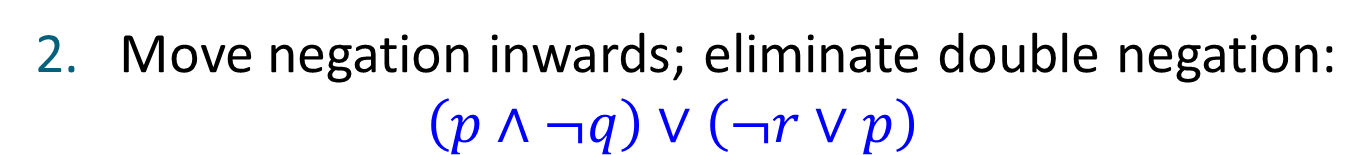 2. Move negation inwards; eliminate double negation:
(𝑝 ∧ ¬𝑞) ∨ (¬𝑟 ∨ 𝑝)